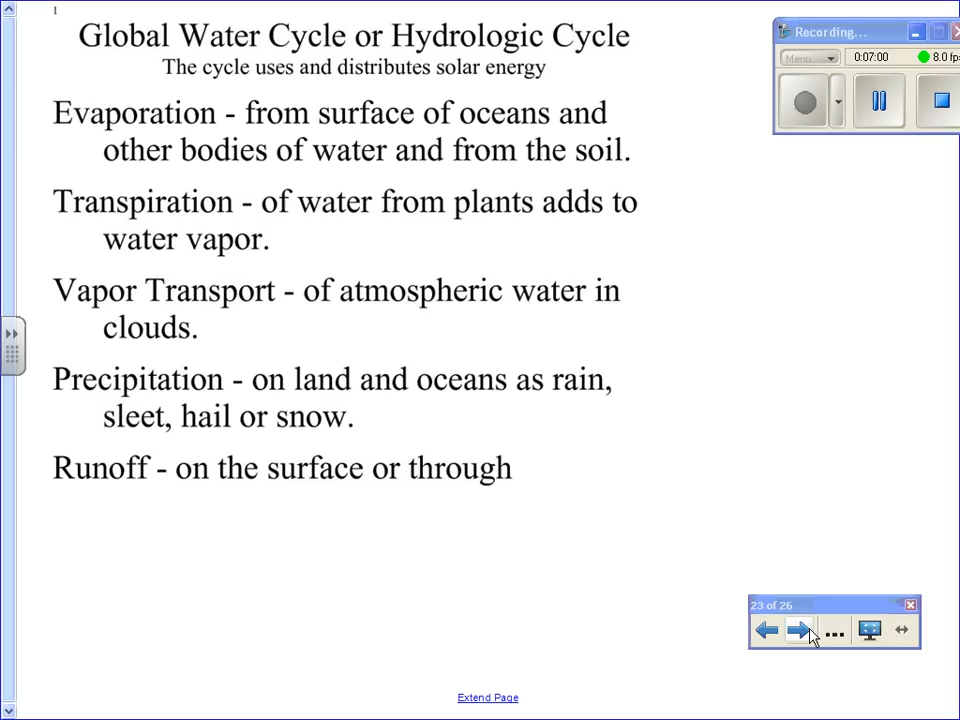 1
Global Water Cycle or Hydrologic Cycle
The cycle uses and distributes solar energy
Evaporation - from surface of oceans and
other bodies of water and from the soil.
Transpiration - of water from plants adds to
water vapor.
Vapor Transport - of atmospheric water in
clouds.
Precipitation - on land and oceans as rain,
sleet, hail or snow.
Runoff - on the surface or through
Recording...
Menu
0:07:00
8.0 fps
23 of 26
...
Extend Page